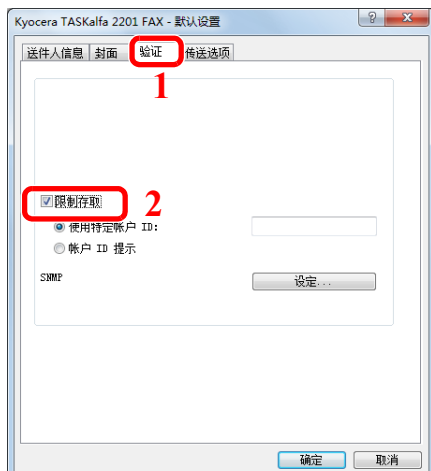 Kyocera TASKalfa 2201 FAX - 默认设置
送件人信息 封面 验证 传送选项
1
限制存取 2
使用特定帐户 ID:
帐户 ID 提示
SNMP 设定...
确定 取消